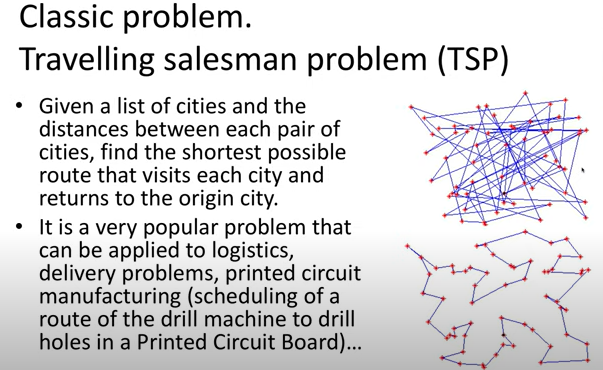 Classic problem.
Travelling salesman problem (TSP)
• Given a list of cities and the
distances between each pair of
cities, find the shortest possible
route that visits each city and
returns to the origin city.
• It is a very popular problem that
can be applied to logistics,
delivery problems, printed circuit
manufacturing (scheduling of a
route of the drill machine to drill
holes in a Printed Circuit Board)...